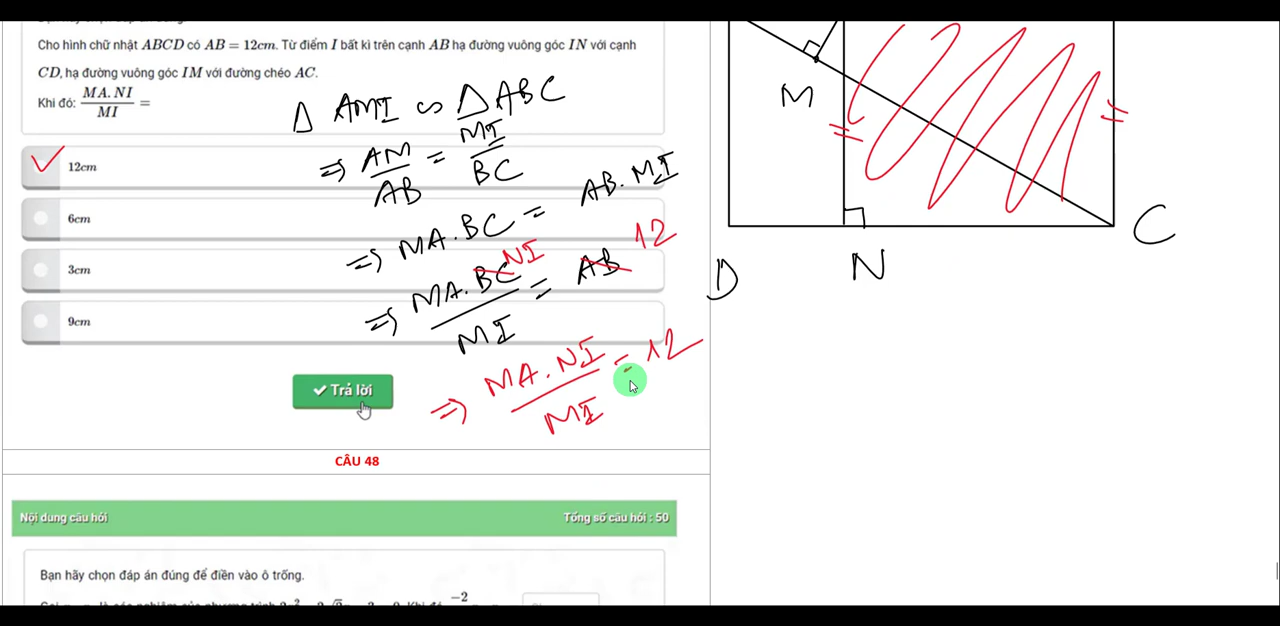 Cho hình chữ nhật ABCD có AB = 12cm. Từ điểm I bất kì trên cạnh AB hạ đường vuông góc IN với cạnh
CD, hạ đường vuông góc IM với đường chéo AC.
Khi đó: MA.NI / MI =
Δ AMI ∽ Δ ABC
=> AM / AB = MI / BC
=> MA.BC = AB.MI
=> MA.BC NI / MI = AB 12
=> MA.NI / MI = 12
12cm
6cm
3cm
9cm
Trả lời
M
C
D
N
CÂU 48
Nội dung câu hỏi
Tổng số câu hỏi : 50
Bạn hãy chọn đáp án đúng để điền vào ô trống.
-2